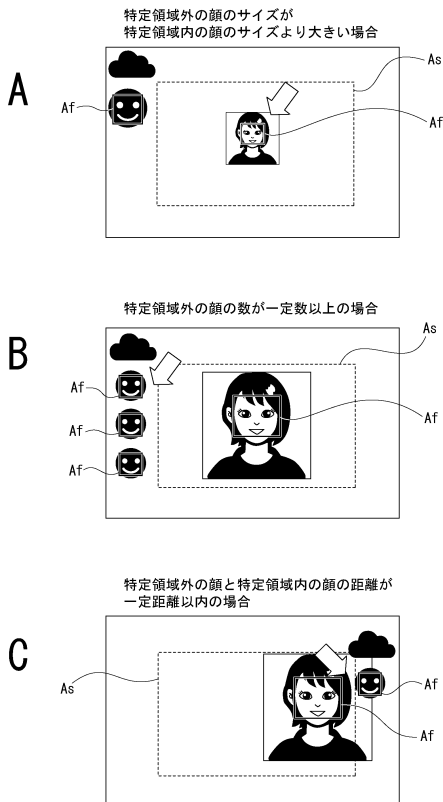 特定領域外の顔のサイズが
特定領域内の顔のサイズより大きい場合
A
As
Af
Af
特定領域外の顔の数が一定数以上の場合
B
As
Af
Af
Af
Af
特定領域外の顔と特定領域内の顔の距離が
一定距離以内の場合
C
As
Af
Af